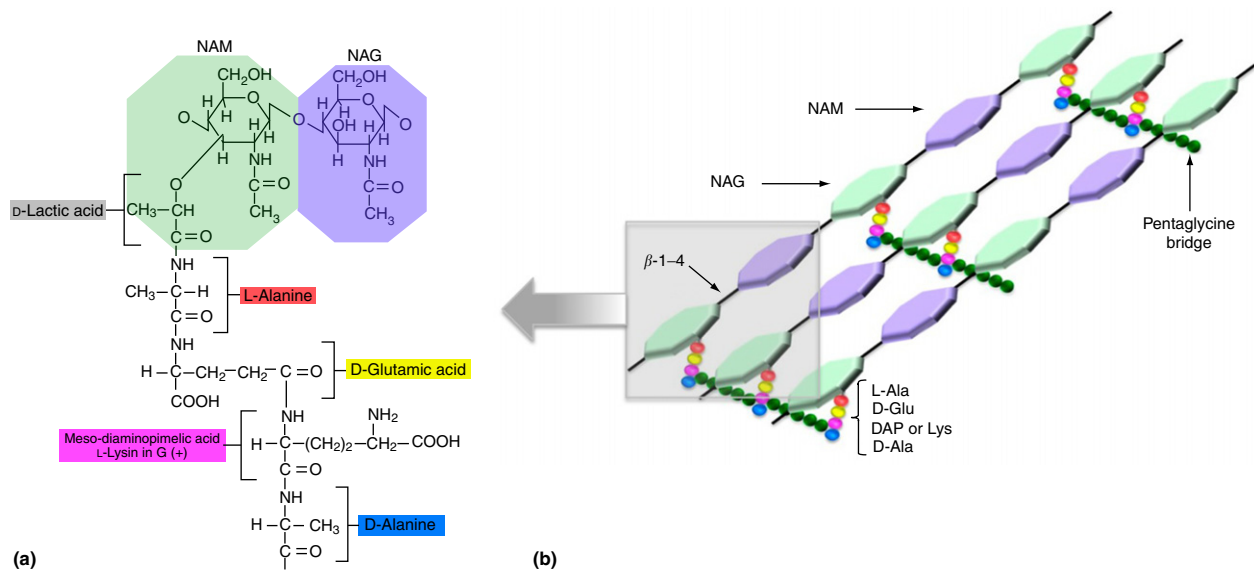 NAM
NAG
CH₂OH
CH₂OH
H
O
H
O
H
O
H
H
O
OH
H
O
H
H
H
H
NH
NH
O
C=O
C=O
D-Lactic acid
CH₃
CH
CH₃
CH₃
C=O
NH
CH₃
C
H
L-Alanine
C=O
NH
H
C
CH₂
CH₂
C=O
D-Glutamic acid
COOH
NH
NH₂
Meso-diaminopimelic acid
L-Lysin in G (+)
H
C
(CH₂)₂
CH₂
COOH
C=O
NH
H
C
CH₃
D-Alanine
C=O
(a)
NAM
NAG
Pentaglycine
bridge
β-1–4
L-Ala
D-Glu
DAP or Lys
D-Ala
(b)